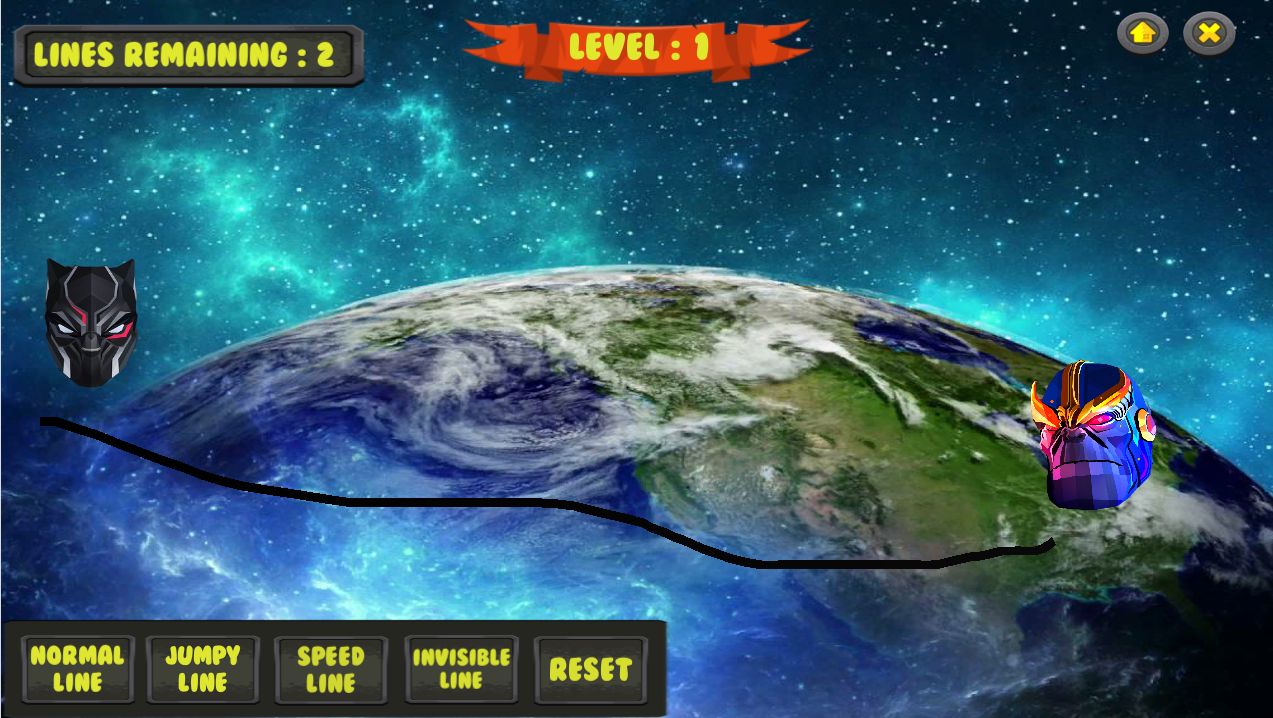 LINES REMAINING : 2
LEVEL : 1
NORMAL
LINE
JUMPY
LINE
SPEED
LINE
INVISIBLE
LINE
RESET